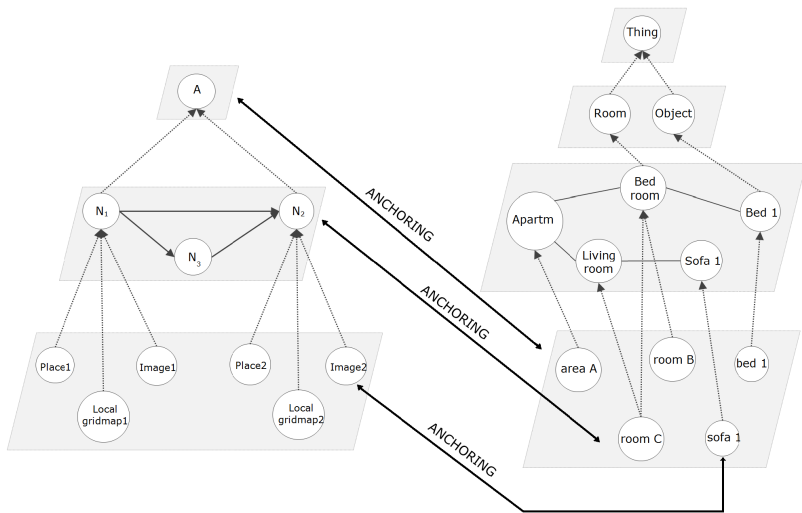 Thing
A
Room
Object
ANCHORING
Bed
room
N1
N2
Apartm
Bed 1
N3
Living
room
Sofa 1
ANCHORING
Place1
Image1
Place2
Image2
area A
room B
bed 1
Local
gridmap1
Local
gridmap2
room C
sofa 1
ANCHORING